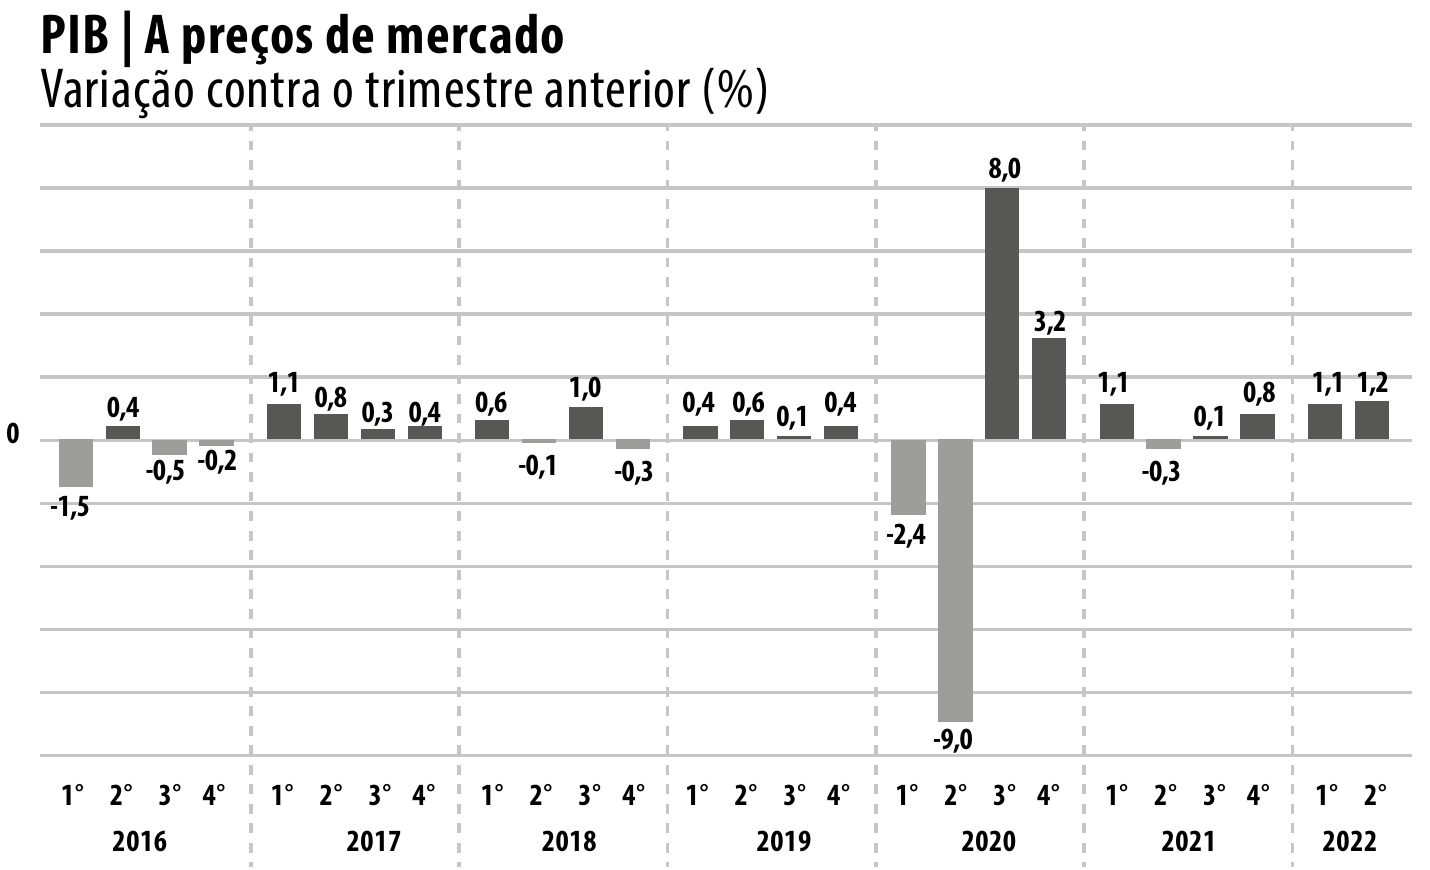 PIB | A preços de mercado
Variação contra o trimestre anterior (%)
8,0
3,2
1,1 0,8 0,3 0,4 0,6 1,0 0,4 0,6 0,1 0,4 1,1 0,1 0,8 1,1 1,2
0,4
0
-1,5 -0,5 -0,2 -0,1 -0,3 -2,4 -0,3
-9,0
1° 2° 3° 4° 1° 2° 3° 4° 1° 2° 3° 4° 1° 2° 3° 4° 1° 2° 3° 4° 1° 2° 3° 4° 1° 2°
2016 2017 2018 2019 2020 2021 2022